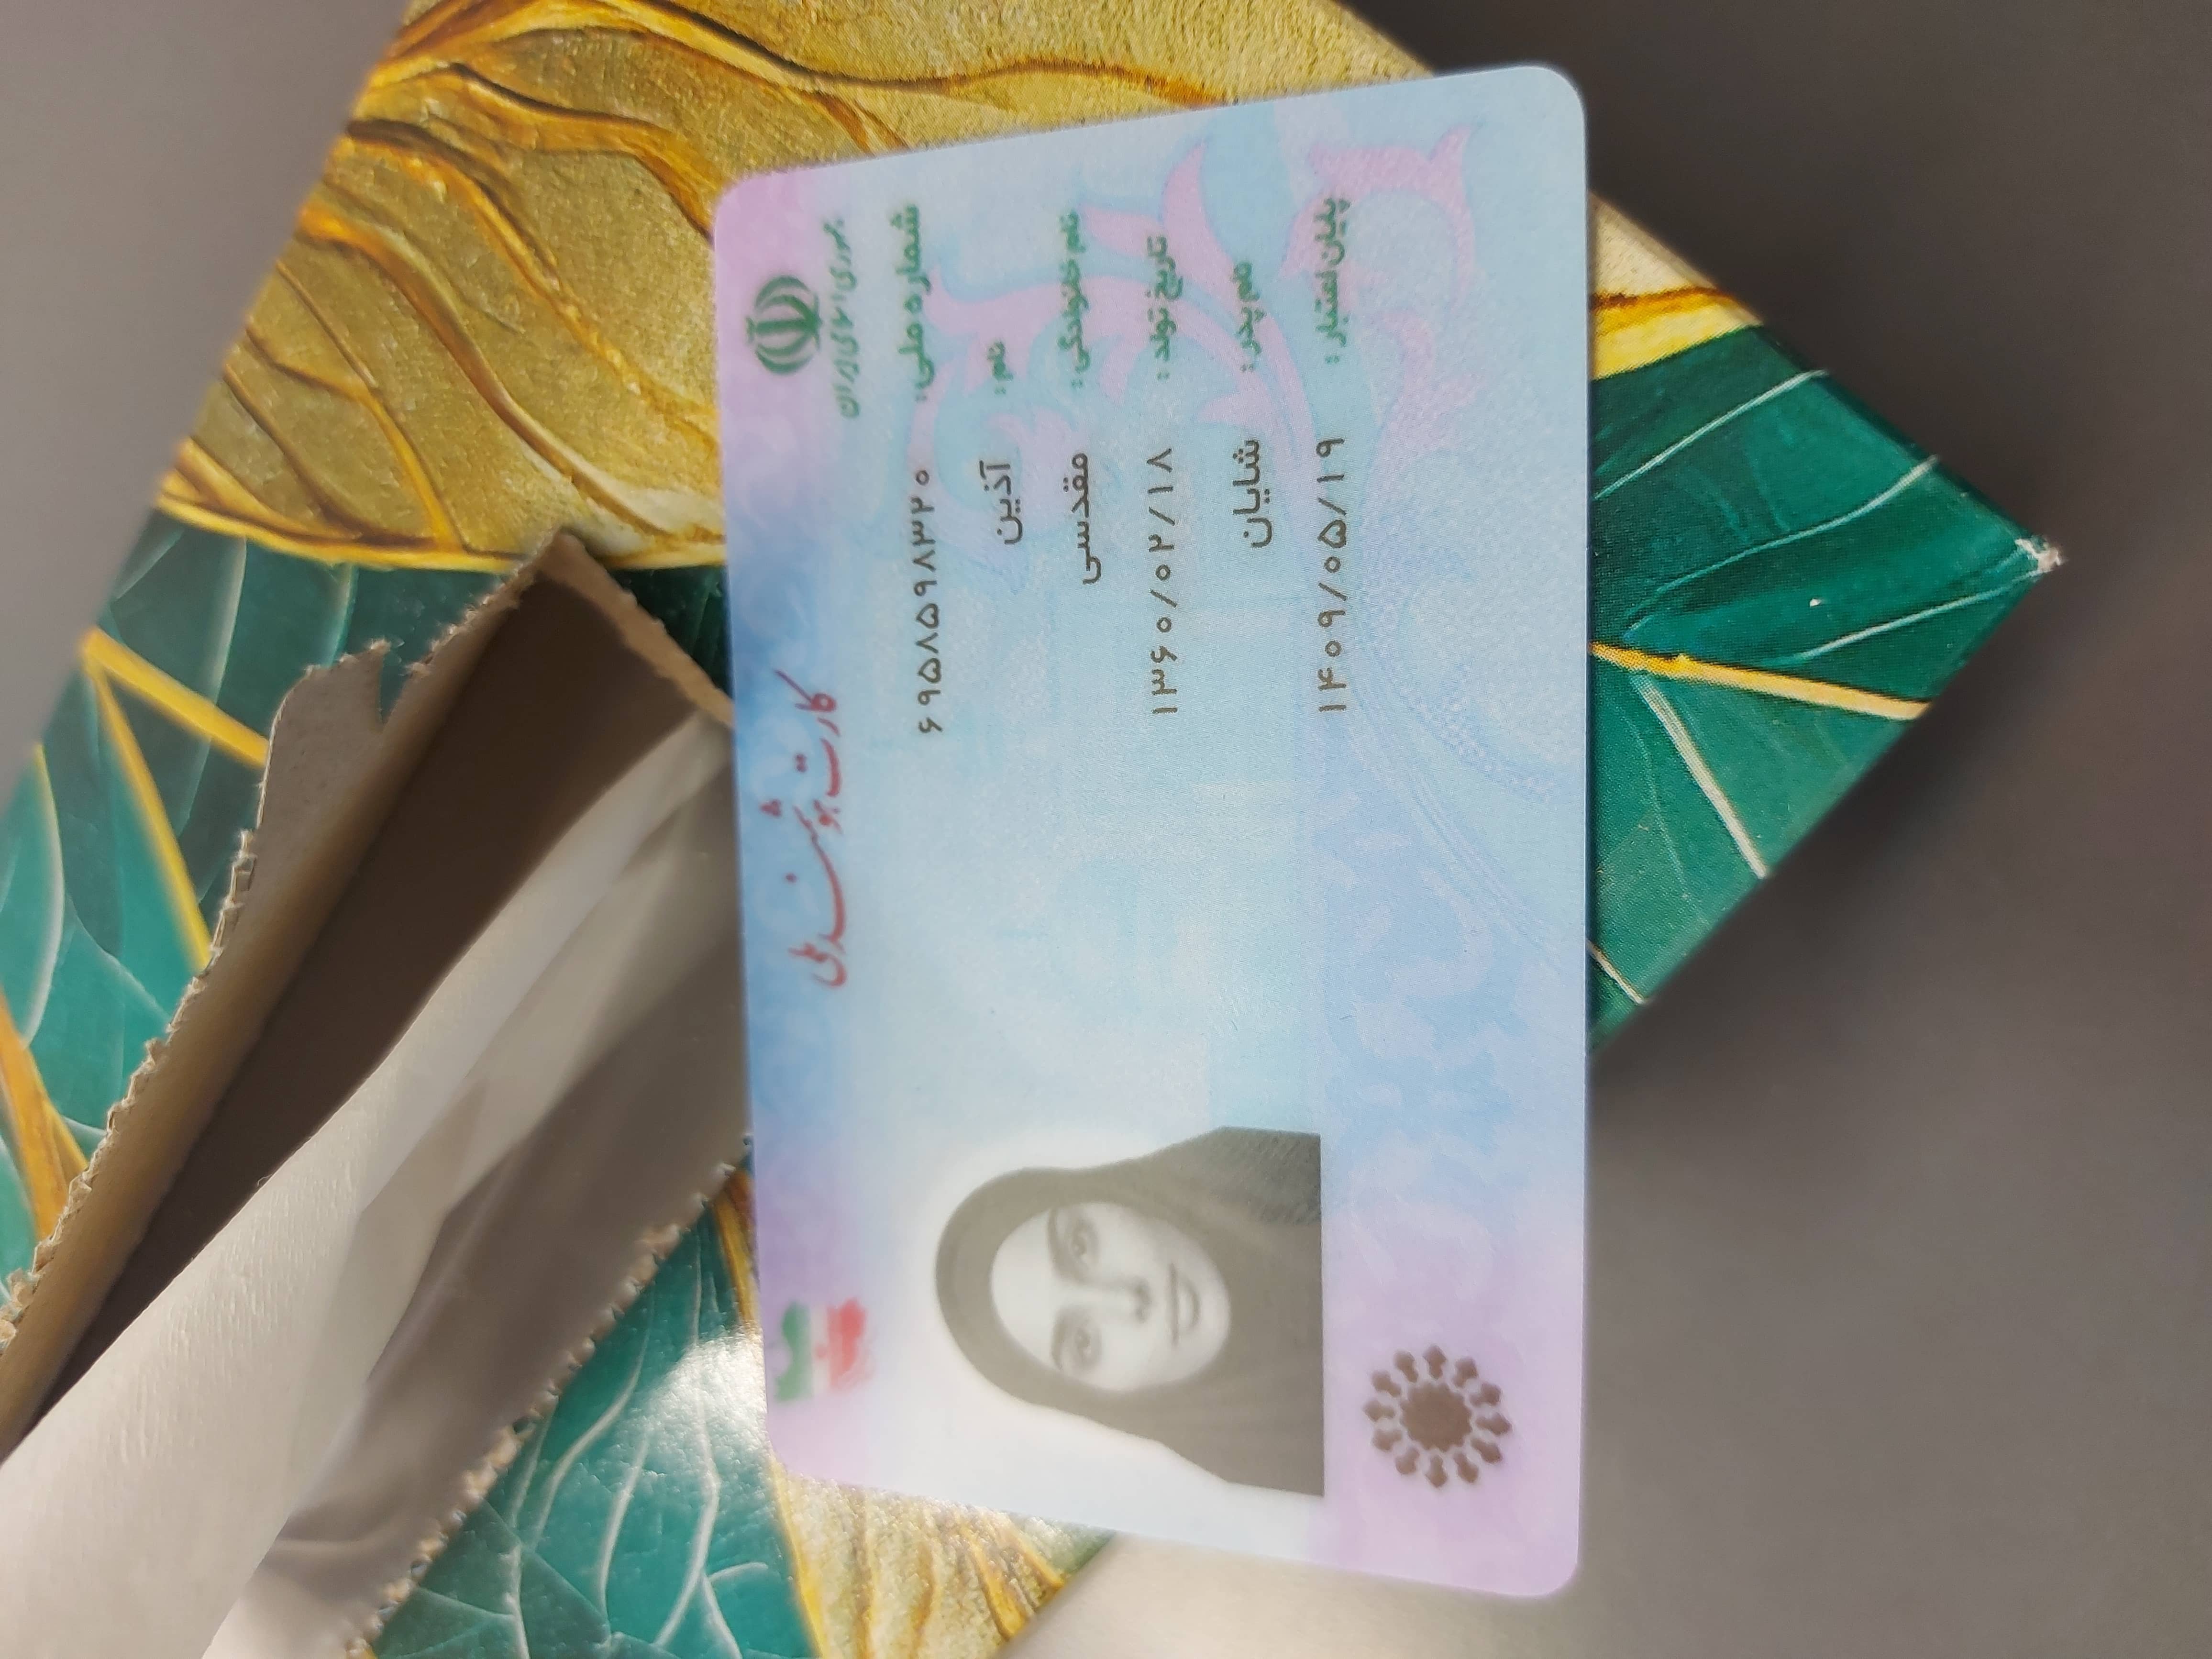 جمهوری اسلامی ایران
کارت هوشمند ملی
شماره ملی: ۶۹۵۸۵۹۸۳۲۰
نام: آذین
نام خانوادگی: مقدسی
تاریخ تولد: ۱۳۶۰/۰۲/۱۸
نام پدر: شایان
پایان اعتبار: ۱۴۰۹/۰۵/۱۹